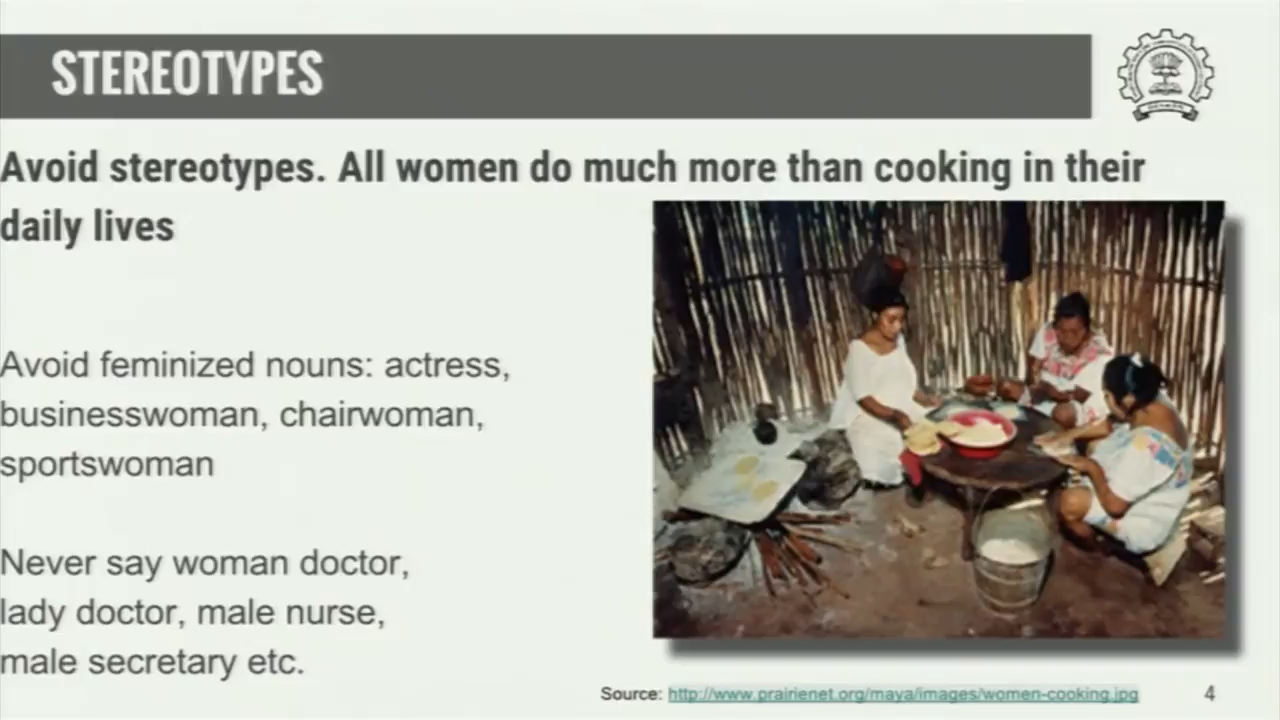 STEREOTYPES
Avoid stereotypes. All women do much more than cooking in their
daily lives
Avoid feminized nouns: actress,
businesswoman, chairwoman,
sportswoman
Never say woman doctor,
lady doctor, male nurse,
male secretary etc.
Source: http://www.prairienet.org/maya/images/women-cooking.jpg
4